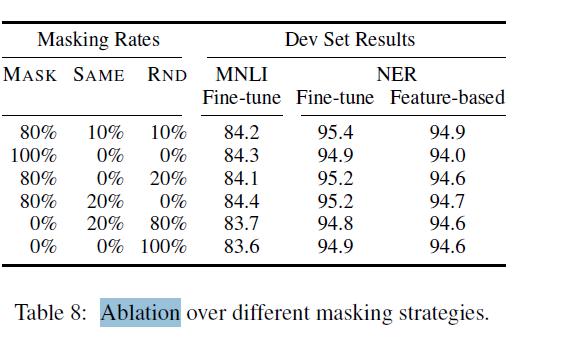 Masking Rates Dev Set Results
MASK SAME RND MNLI NER
Fine-tune Fine-tune Feature-based
80% 10% 10% 84.2 95.4 94.9
100% 0% 0% 84.3 94.9 94.0
80% 0% 20% 84.1 95.2 94.6
80% 20% 0% 84.4 95.2 94.7
0% 20% 80% 83.7 94.8 94.6
0% 0% 100% 83.6 94.9 94.6
Table 8: Ablation over different masking strategies.